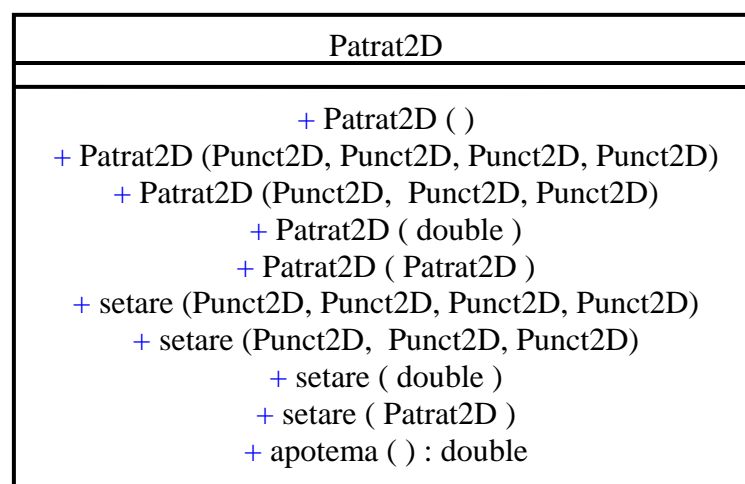 Patrat2D
+ Patrat2D ( )
+ Patrat2D (Punct2D, Punct2D, Punct2D, Punct2D)
+ Patrat2D (Punct2D,  Punct2D, Punct2D)
+ Patrat2D ( double )
+ Patrat2D ( Patrat2D )
+ setare (Punct2D, Punct2D, Punct2D, Punct2D)
+ setare (Punct2D,  Punct2D, Punct2D)
+ setare ( double )
+ setare ( Patrat2D )
+ apotema ( ) : double